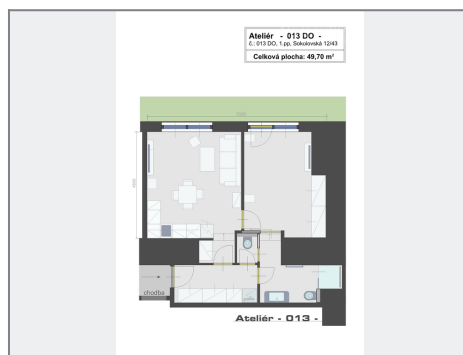 Ateliér - 013 DO -
č.: 013 DO, 1.pp, Sokolovská 12/43
Celková plocha: 49,70 m²
chodba
Ateliér - 013 -